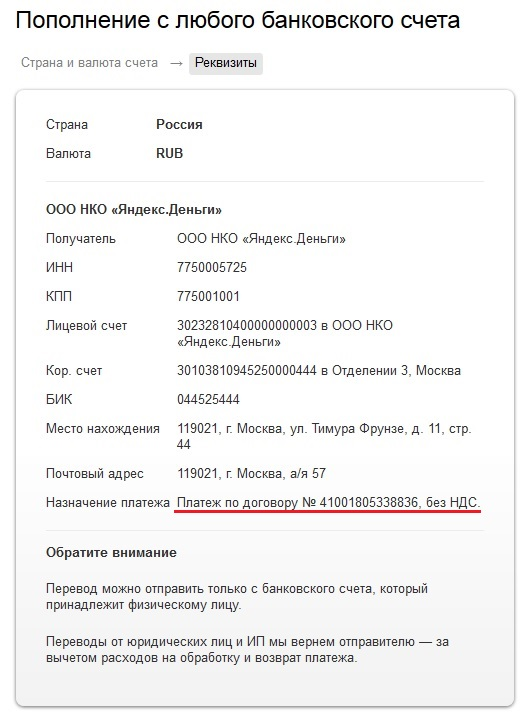 Пополнение с любого банковского счета
Страна и валюта счета → Реквизиты
Страна Россия
Валюта RUB
ООО НКО «Яндекс.Деньги»
Получатель ООО НКО «Яндекс.Деньги»
ИНН 7750005725
КПП 775001001
Лицевой счет 30232810400000000003 в ООО НКО
«Яндекс.Деньги»
Кор. счет 30103810945250000444 в Отделении 3, Москва
БИК 044525444
Место нахождения 119021, г. Москва, ул. Тимура Фрунзе, д. 11, стр.
44
Почтовый адрес 119021, г. Москва, а/я 57
Назначение платежа Платеж по договору № 41001805338836, без НДС.
Обратите внимание
Перевод можно отправить только с банковского счета, который
принадлежит физическому лицу.
Переводы от юридических лиц и ИП мы вернем отправителю — за
вычетом расходов на обработку и возврат платежа.